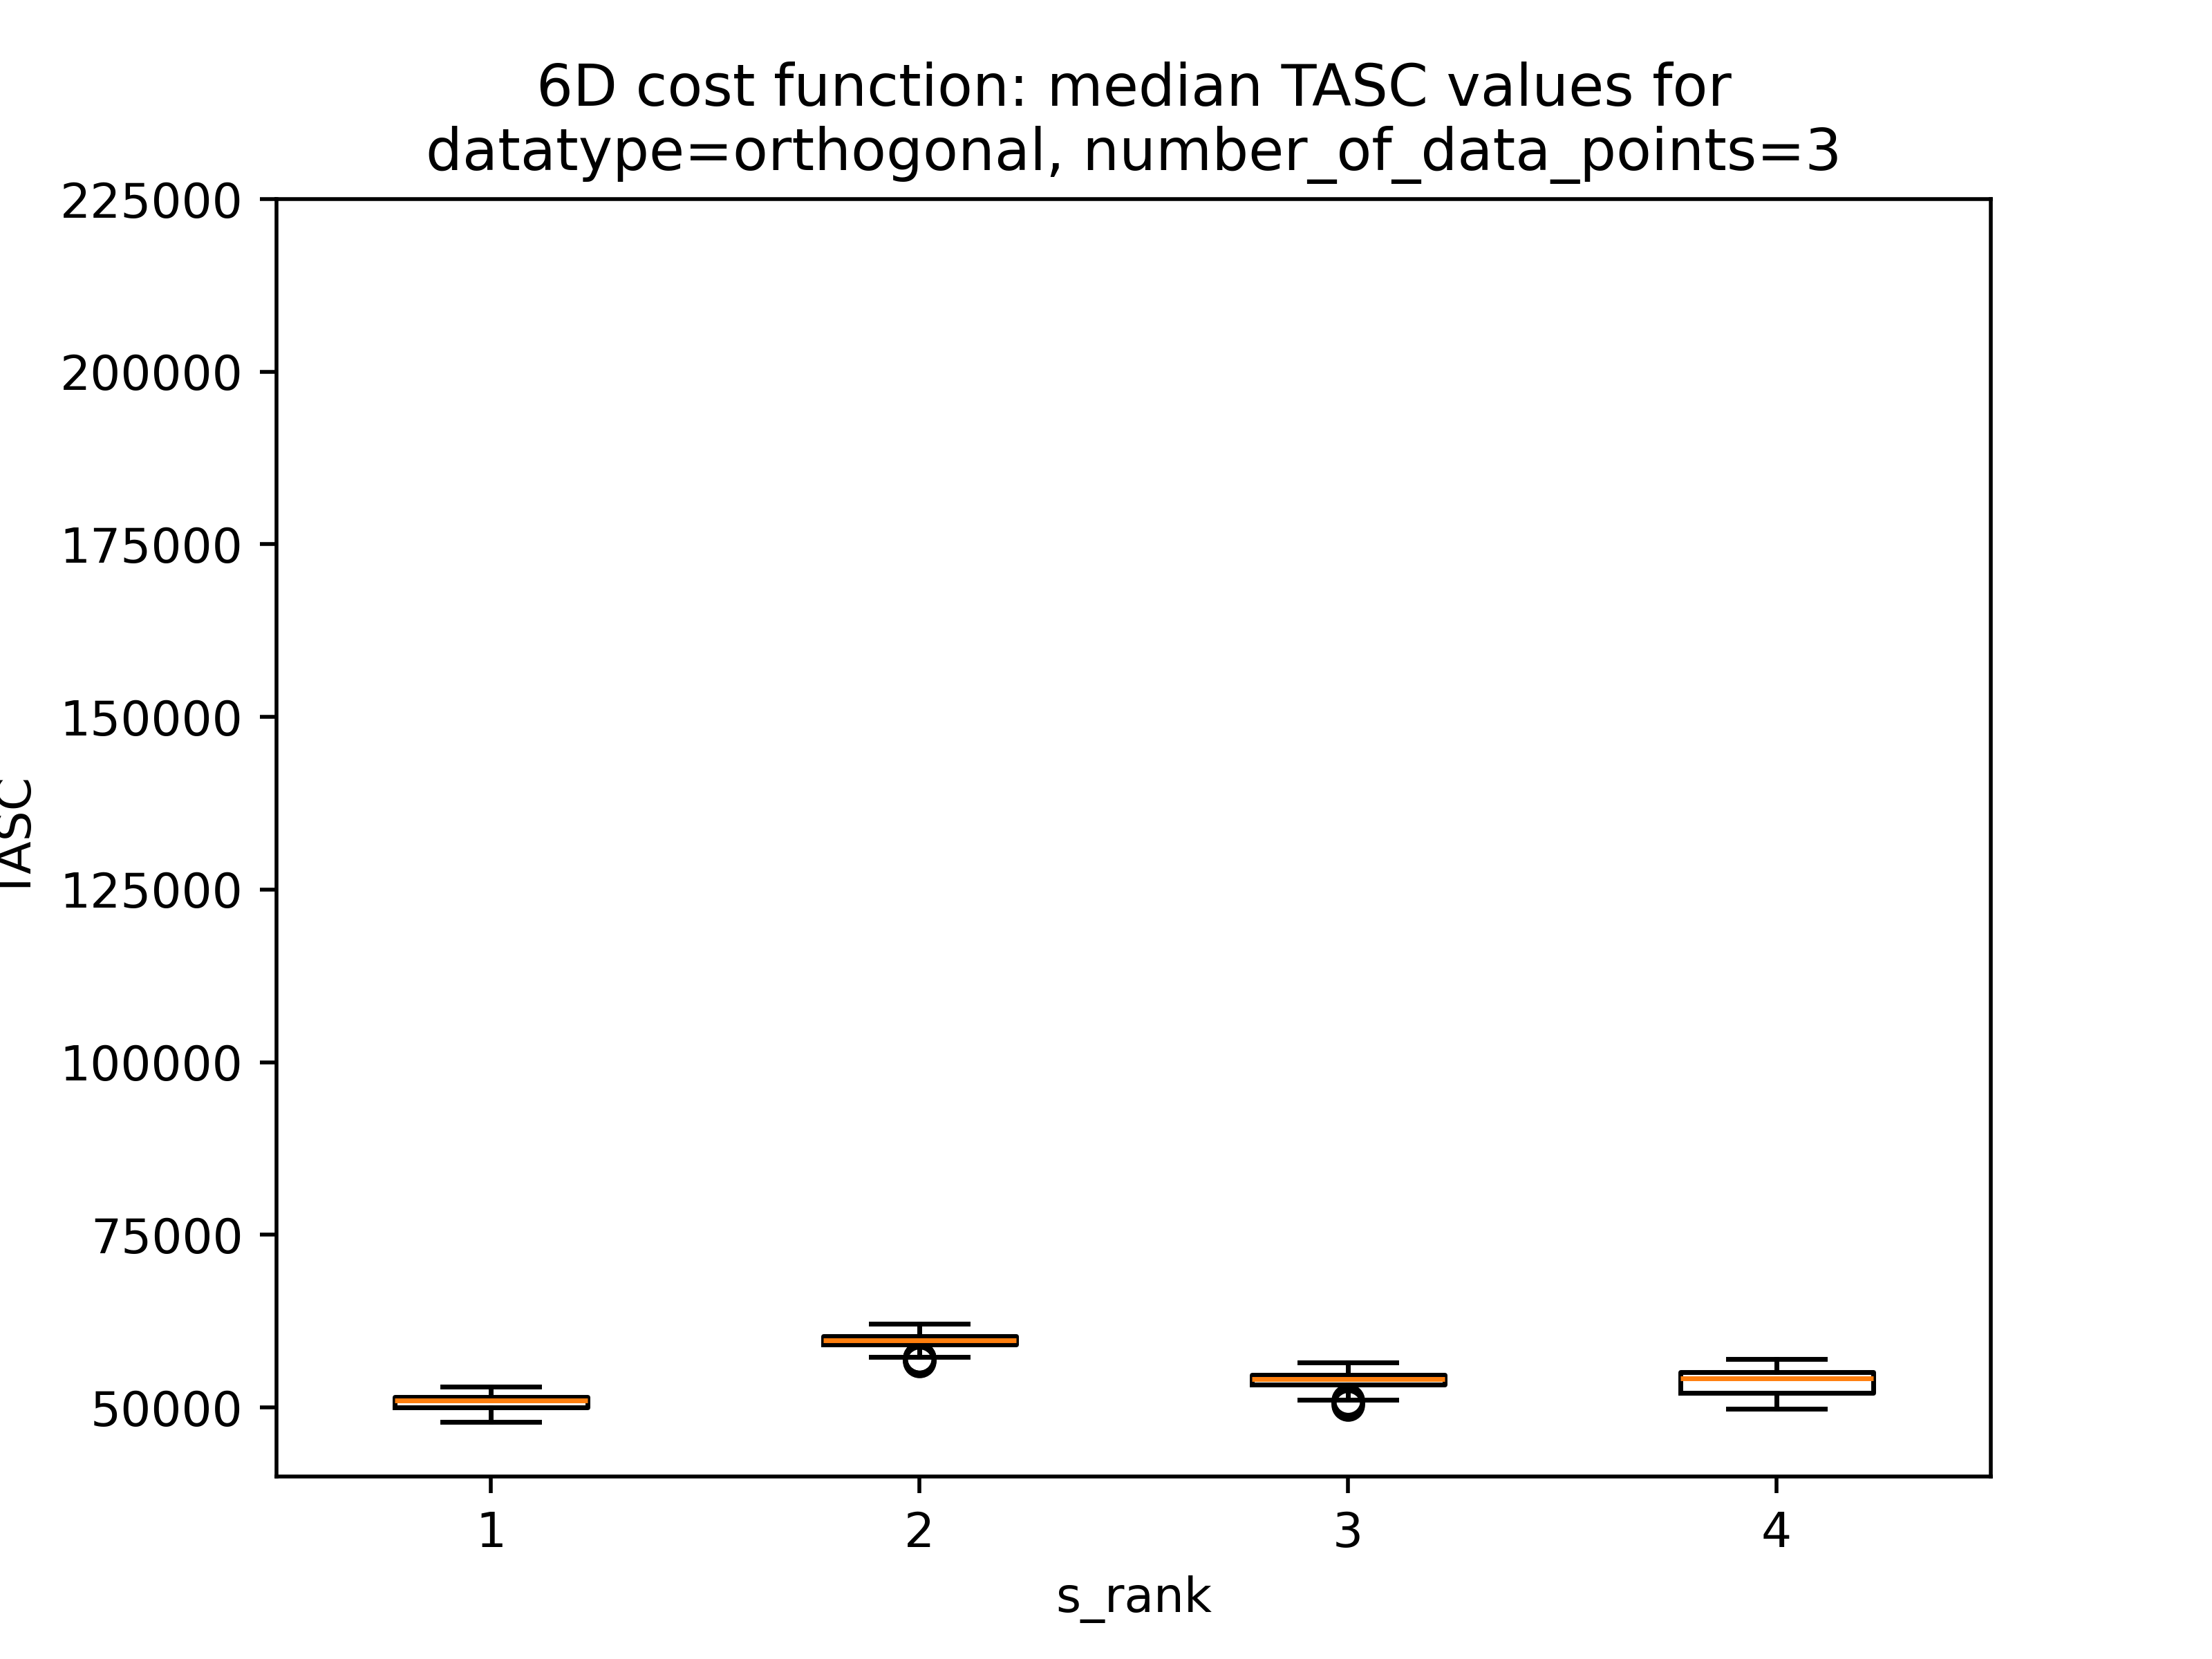 6D cost function: median TASC values for
datatype=orthogonal, number_of_data_points=3
225000
200000
175000
150000
125000
100000
75000
50000
TASC
1 2 3 4
s_rank